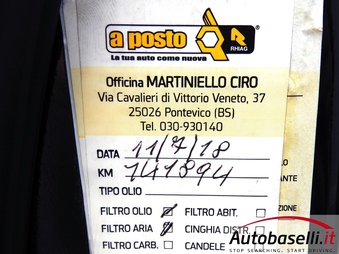 a posto
RHIAG
La tua auto come nuova
Officina MARTINIELLO CIRO
Via Cavalieri di Vittorio Veneto, 37
25026 Pontevico (BS)
Tel. 030-930140
DATA 11/7/18
KM 141894
TIPO OLIO
FILTRO OLIO FILTRO ABIT.
FILTRO ARIA CINGHIA DISTR.
FILTRO CARB. CANDELE
Autobaselli.it